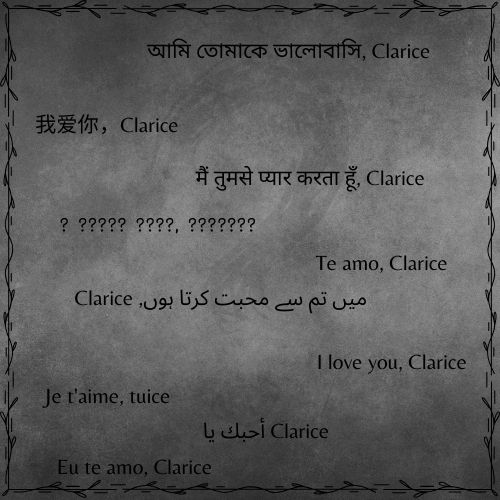 আমি তোমাকে ভালোবাসি, Clarice
我爱你，Clarice
मैं तुमसे प्यार करता हूँ, Clarice
? ????? ????, ???????
Te amo, Clarice
میں تم سے محبت کرتا ہوں, Clarice
I love you, Clarice
Je t'aime, tuice
أحبك يا Clarice
Eu te amo, Clarice